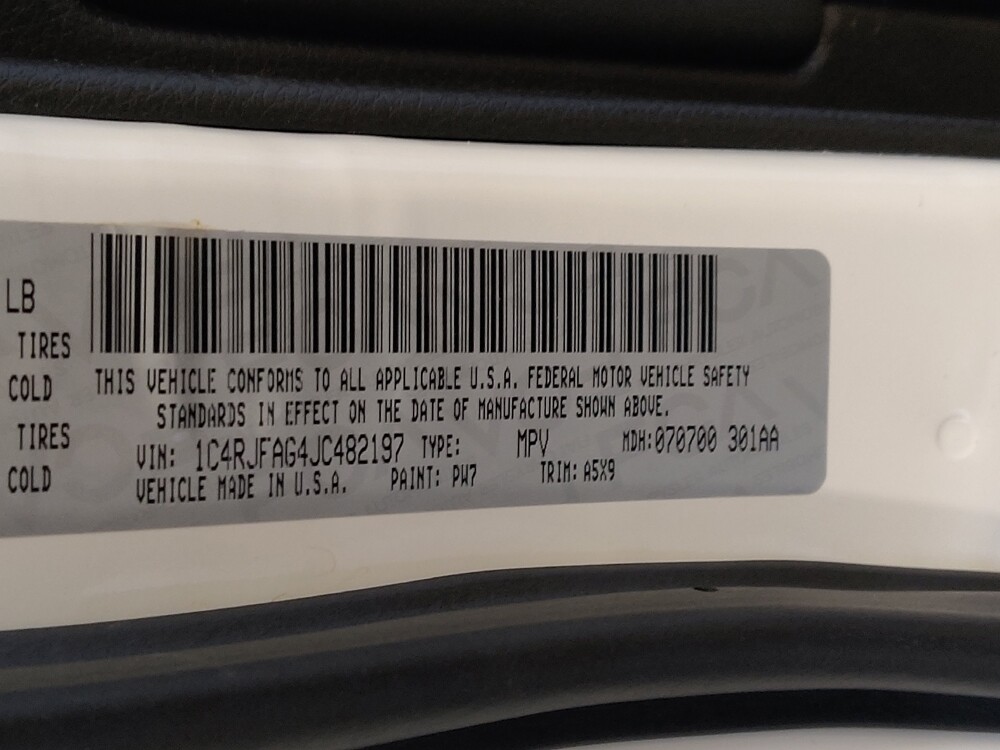 LB
TIRES
COLD
THIS VEHICLE CONFORMS TO ALL APPLICABLE U.S.A. FEDERAL MOTOR VEHICLE SAFETY
STANDARDS IN EFFECT ON THE DATE OF MANUFACTURE SHOWN ABOVE.
TIRES
VIN: 1C4RJFAG4JC482197 TYPE: MPV MDH:070700 301AA
COLD
VEHICLE MADE IN U.S.A. PAINT: PW7 TRIM: A5X9